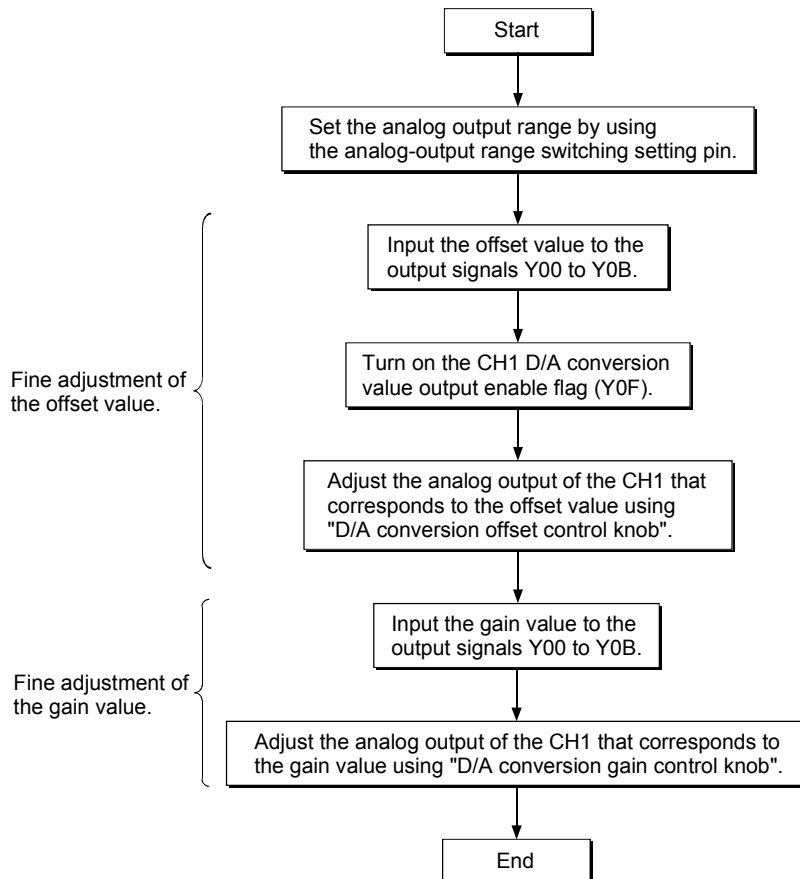 Start
Set the analog output range by using
the analog-output range switching setting pin.
Input the offset value to the
output signals Y00 to Y0B.
Turn on the CH1 D/A conversion
value output enable flag (Y0F).
Fine adjustment of
the offset value.
Adjust the analog output of the CH1 that
corresponds to the offset value using
"D/A conversion offset control knob".
Input the gain value to the
output signals Y00 to Y0B.
Fine adjustment of
the gain value.
Adjust the analog output of the CH1 that corresponds to
the gain value using "D/A conversion gain control knob".
End